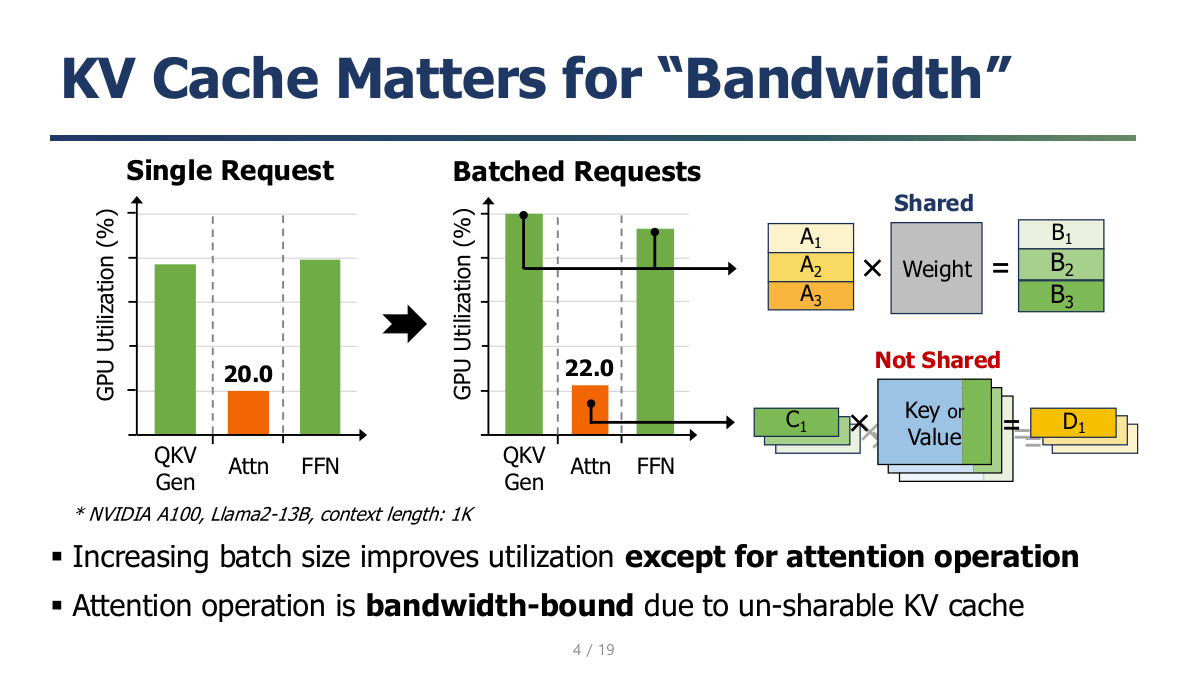 KV Cache Matters for “Bandwidth”
Single Request
GPU Utilization (%)
20.0
QKV
Gen
Attn
FFN
Batched Requests
GPU Utilization (%)
22.0
QKV
Gen
Attn
FFN
Shared
A1
A2
A3
×
Weight
=
B1
B2
B3
Not Shared
C1
×
Key or
Value
=
D1
* NVIDIA A100, Llama2-13B, context length: 1K
▪ Increasing batch size improves utilization except for attention operation
▪ Attention operation is bandwidth-bound due to un-sharable KV cache
4 / 19